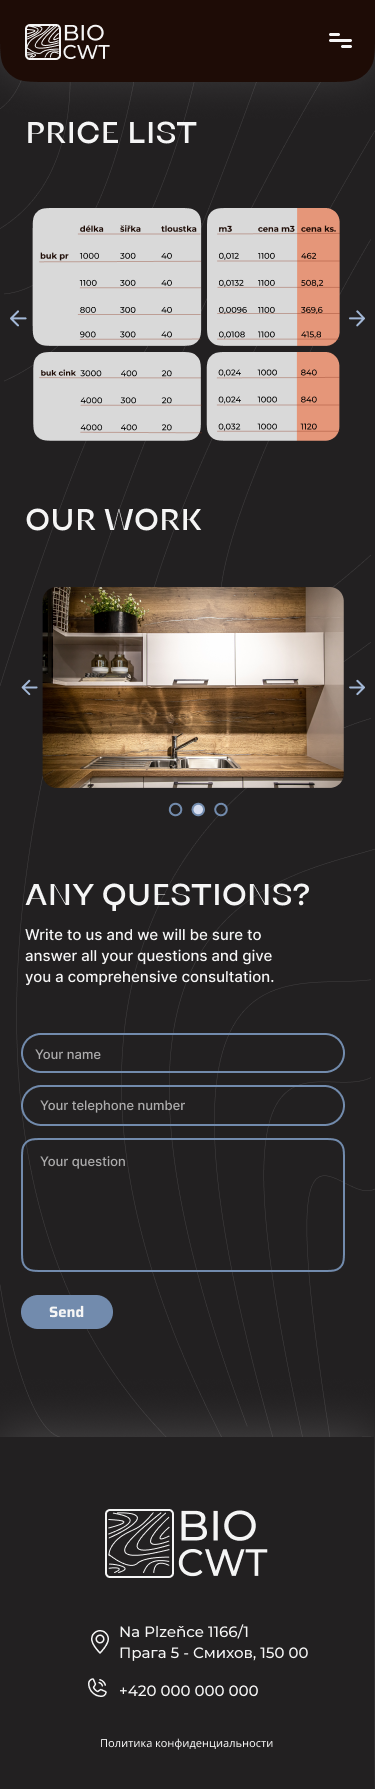 BIO
CWT
PRICE LIST
délka šiřka tloustka m3 cena m3 cena ks.
buk pr 1000 300 40 0,012 1100 462
1100 300 40 0,0132 1100 508,2
800 300 40 0,0096 1100 369,6
900 300 40 0,0108 1100 415,8
buk cink 3000 400 20 0,024 1000 840
4000 300 20 0,024 1000 840
4000 400 20 0,032 1000 1120
OUR WORK
ANY QUESTIONS?
Write to us and we will be sure to
answer all your questions and give
you a comprehensive consultation.
Your name
Your telephone number
Your question
Send
BIO
CWT
Na Plzeňce 1166/1
Прага 5 - Смихов, 150 00
+420 000 000 000
Политика конфиденциальности